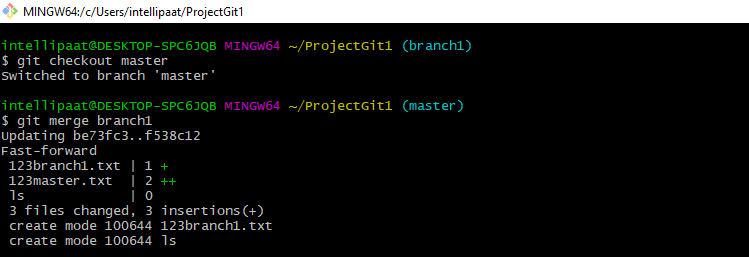 MINGW64:/c/Users/intellipaat/ProjectGit1
intellipaat@DESKTOP-SPC6JQB MINGW64 ~/ProjectGit1 (branch1)
$ git checkout master
Switched to branch 'master'
intellipaat@DESKTOP-SPC6JQB MINGW64 ~/ProjectGit1 (master)
$ git merge branch1
Updating be73fc3..f538c12
Fast-forward
 123branch1.txt | 1 +
 123master.txt  | 2 ++
 ls             | 0
 3 files changed, 3 insertions(+)
 create mode 100644 123branch1.txt
 create mode 100644 ls